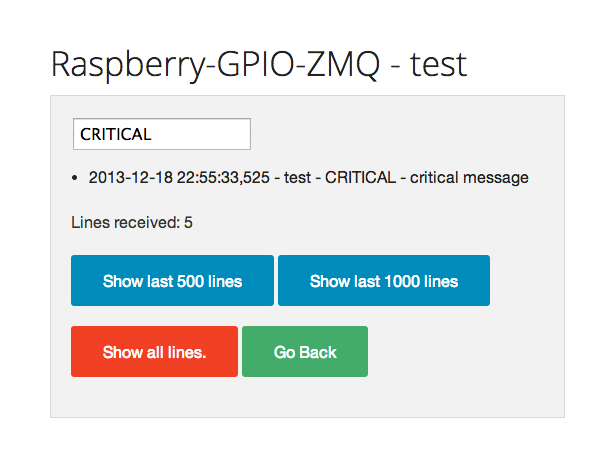 Raspberry-GPIO-ZMQ - test
CRITICAL
• 2013-12-18 22:55:33,525 - test - CRITICAL - critical message
Lines received: 5
Show last 500 lines Show last 1000 lines
Show all lines. Go Back